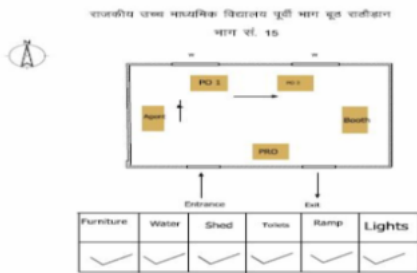 राजकीय उच्च माध्यमिक विद्यालय पूर्वी भाग बूथ रातीडान
भाग सं. 15
PO 1
Agent
Booth
PRO
Entrance
Exit
Furniture Water Shed Toilets Ramp Lights